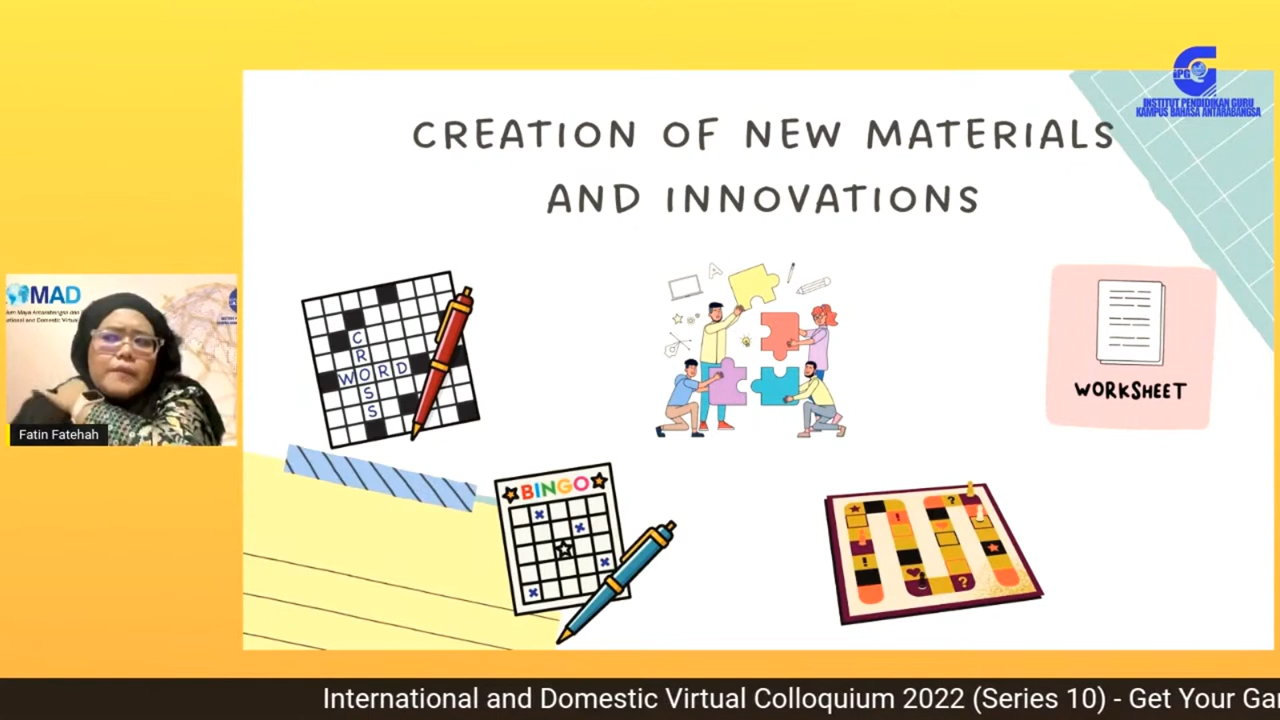 INSTITUT PENDIDIKAN GURU
KAMPUS BAHASA ANTARABANGSA
CREATION OF NEW MATERIALS
AND INNOVATIONS
CROSS
WORD
WORKSHEET
BINGO
MAD
Fatin Fatehah
International and Domestic Virtual Colloquium 2022 (Series 10) - Get Your Ga